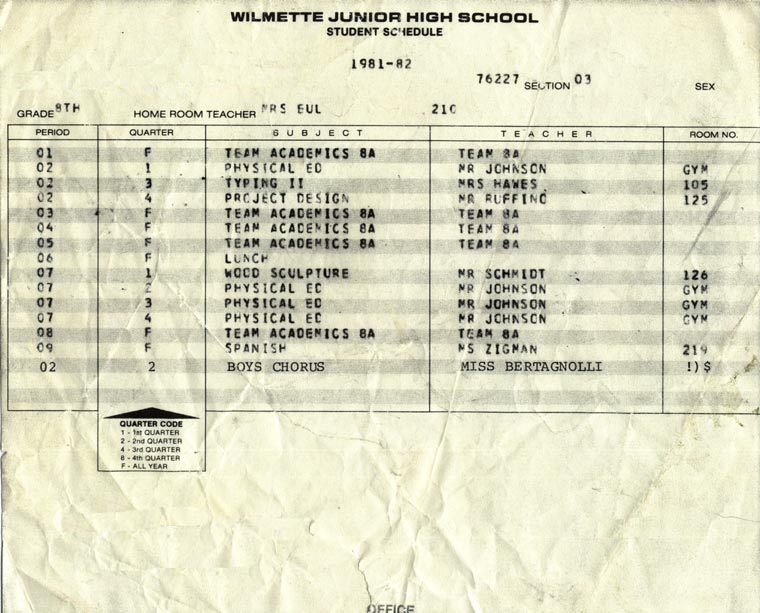 WILMETTE JUNIOR HIGH SCHOOL
STUDENT SCHEDULE
1981-82
76227 SECTION 03 SEX
GRADE 8TH HOME ROOM TEACHER MRS EUL 210
PERIOD QUARTER SUBJECT TEACHER ROOM NO.
01 F TEAM ACADEMICS 8A TEAM 8A
02 1 PHYSICAL ED MR JOHNSON GYM
02 3 TYPING II MRS HAWES 105
02 4 PROJECT DESIGN MR RUFFINO 125
03 F TEAM ACADEMICS 8A TEAM 8A
04 F TEAM ACADEMICS 8A TEAM 8A
05 F TEAM ACADEMICS 8A TEAM 8A
06 F LUNCH
07 1 WOOD SCULPTURE MR SCHMIDT 126
07 2 PHYSICAL ED MR JOHNSON GYM
07 3 PHYSICAL ED MR JOHNSON GYM
07 4 PHYSICAL ED MR JOHNSON GYM
08 F TEAM ACADEMICS 8A TEAM 8A
09 F SPANISH MS ZIGMAN 219
02 2 BOYS CHORUS MISS BERTAGNOLLI !)$
QUARTER CODE
1 - 1st QUARTER
2 - 2nd QUARTER
4 - 3rd QUARTER
8 - 4th QUARTER
F - ALL YEAR
OFFICE